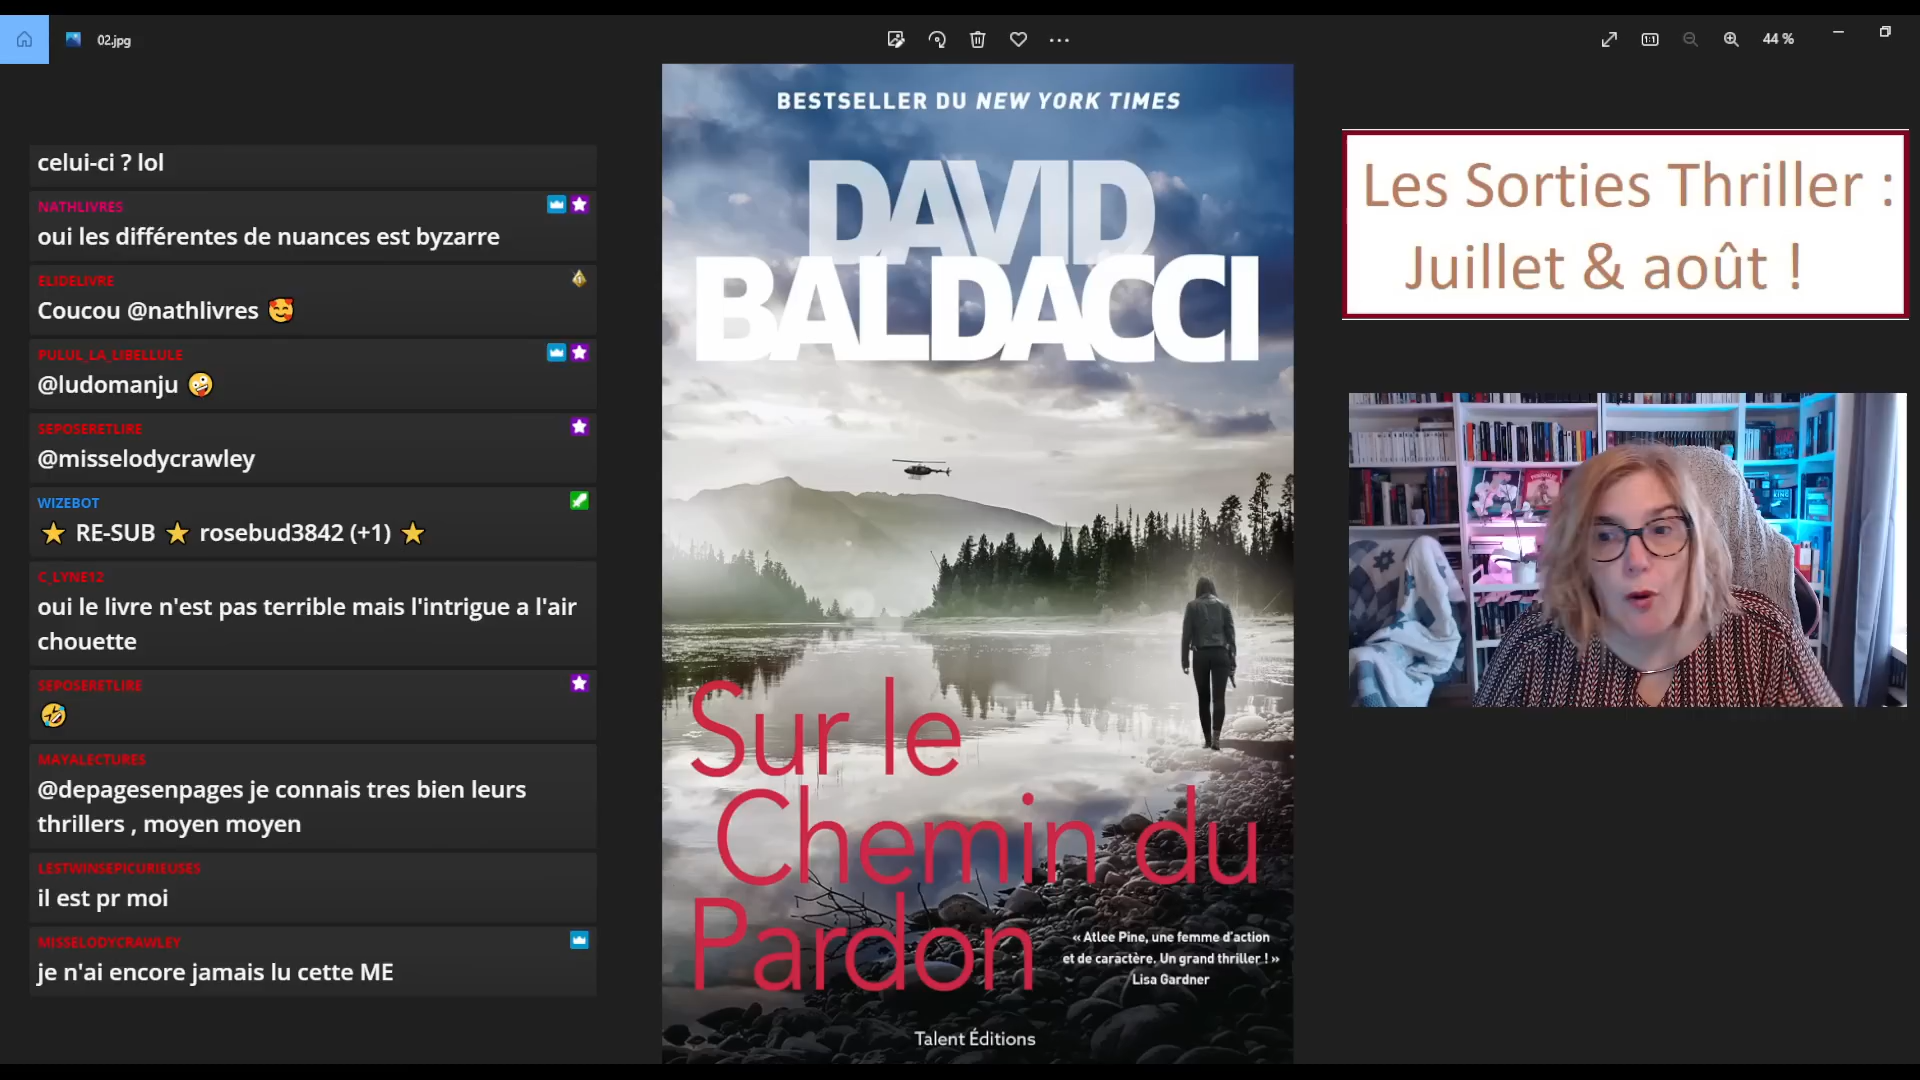 02.jpg
44 %
celui-ci ? lol
NATHLIVRES
oui les différentes de nuances est byzarre
ELIDELIVRE
Coucou @nathlivres
PULUL_LA_LIBELLULE
@ludomanju
SEPOSERETLIRE
@misselodycrawley
WIZEBOT
RE-SUB rosebud3842 (+1)
C_LYNE12
oui le livre n'est pas terrible mais l'intrigue a l'air
chouette
SEPOSERETLIRE
MAYALECTURES
@depagesenpages je connais tres bien leurs
thrillers , moyen moyen
LESTWINSEPICURIEUSES
il est pr moi
MISSELODYCRAWLEY
je n'ai encore jamais lu cette ME
BESTSELLER DU NEW YORK TIMES
DAVID
BALDACCI
Sur le
Chemin du
Pardon
« Atlee Pine, une femme d'action
et de caractère. Un grand thriller ! »
Lisa Gardner
Talent Éditions
Les Sorties Thriller :
Juillet & août !
KING